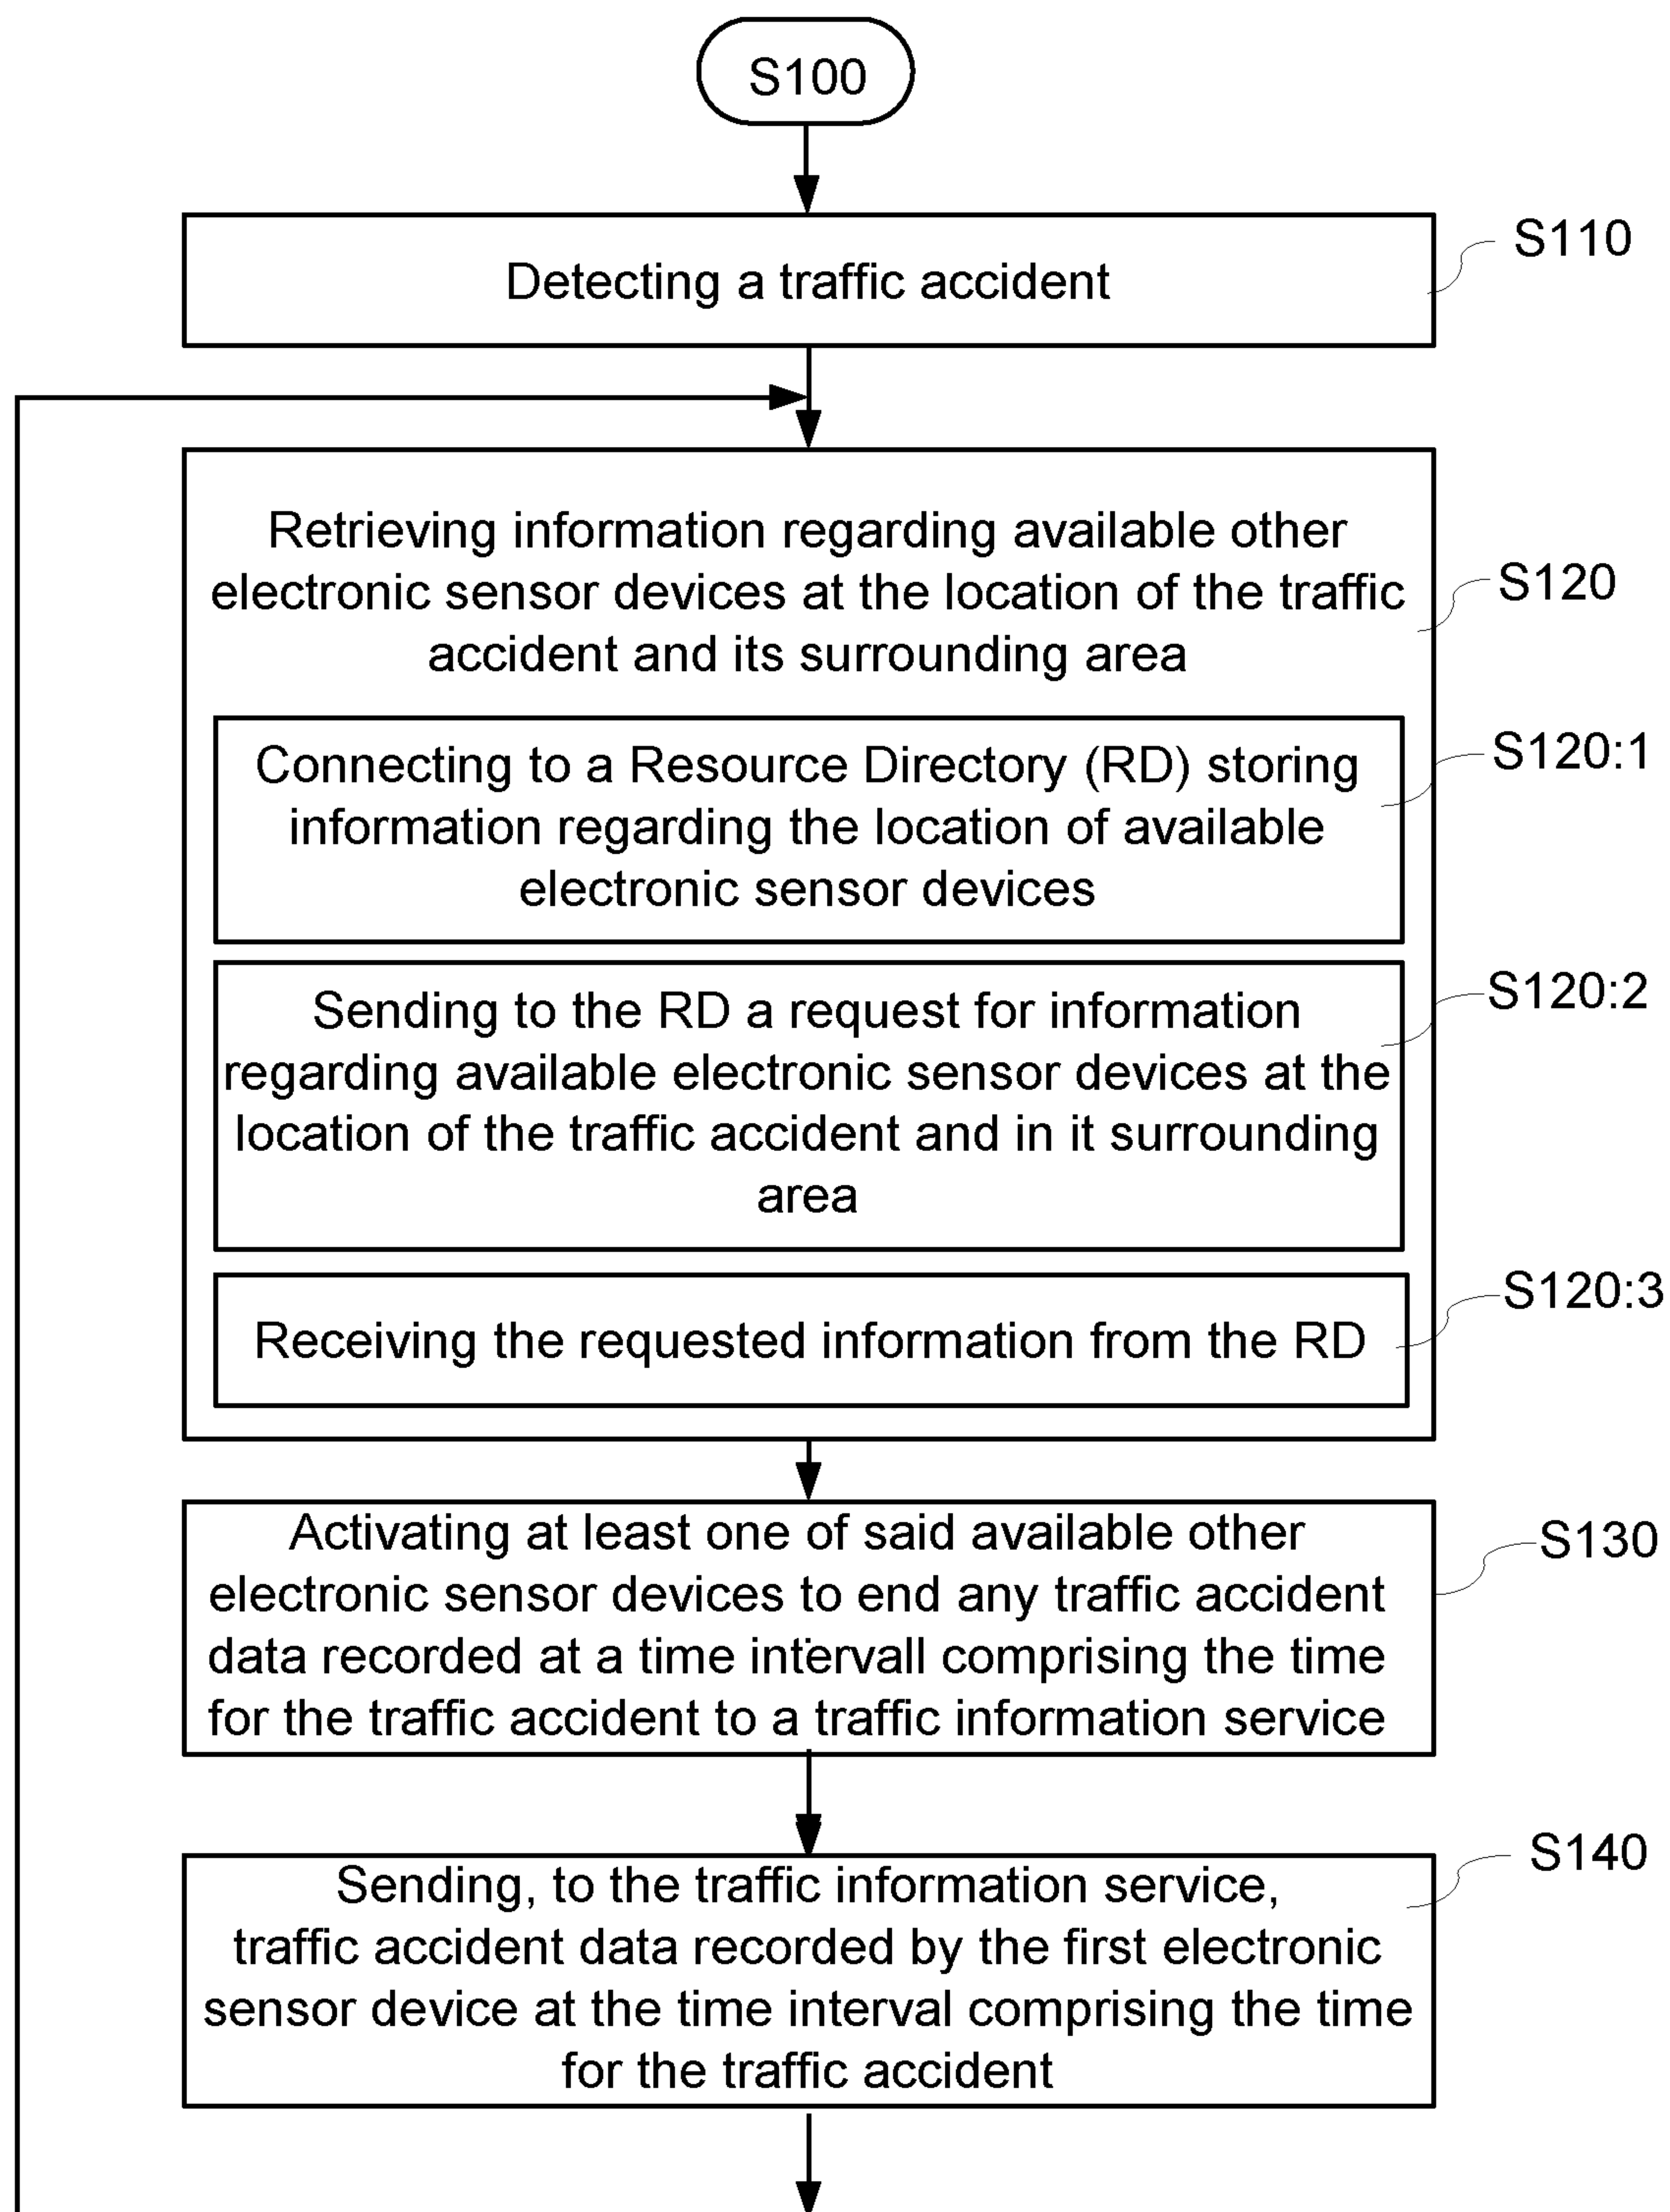 S100
Detecting a traffic accident
S110
Retrieving information regarding available other
electronic sensor devices at the location of the traffic
accident and its surrounding area
S120
Connecting to a Resource Directory (RD) storing
information regarding the location of available
electronic sensor devices
S120:1
Sending to the RD a request for information
regarding available electronic sensor devices at the
location of the traffic accident and in it surrounding
area
S120:2
Receiving the requested information from the RD
S120:3
Activating at least one of said available other
electronic sensor devices to end any traffic accident
data recorded at a time intervall comprising the time
for the traffic accident to a traffic information service
S130
Sending, to the traffic information service,
traffic accident data recorded by the first electronic
sensor device at the time interval comprising the time
for the traffic accident
S140